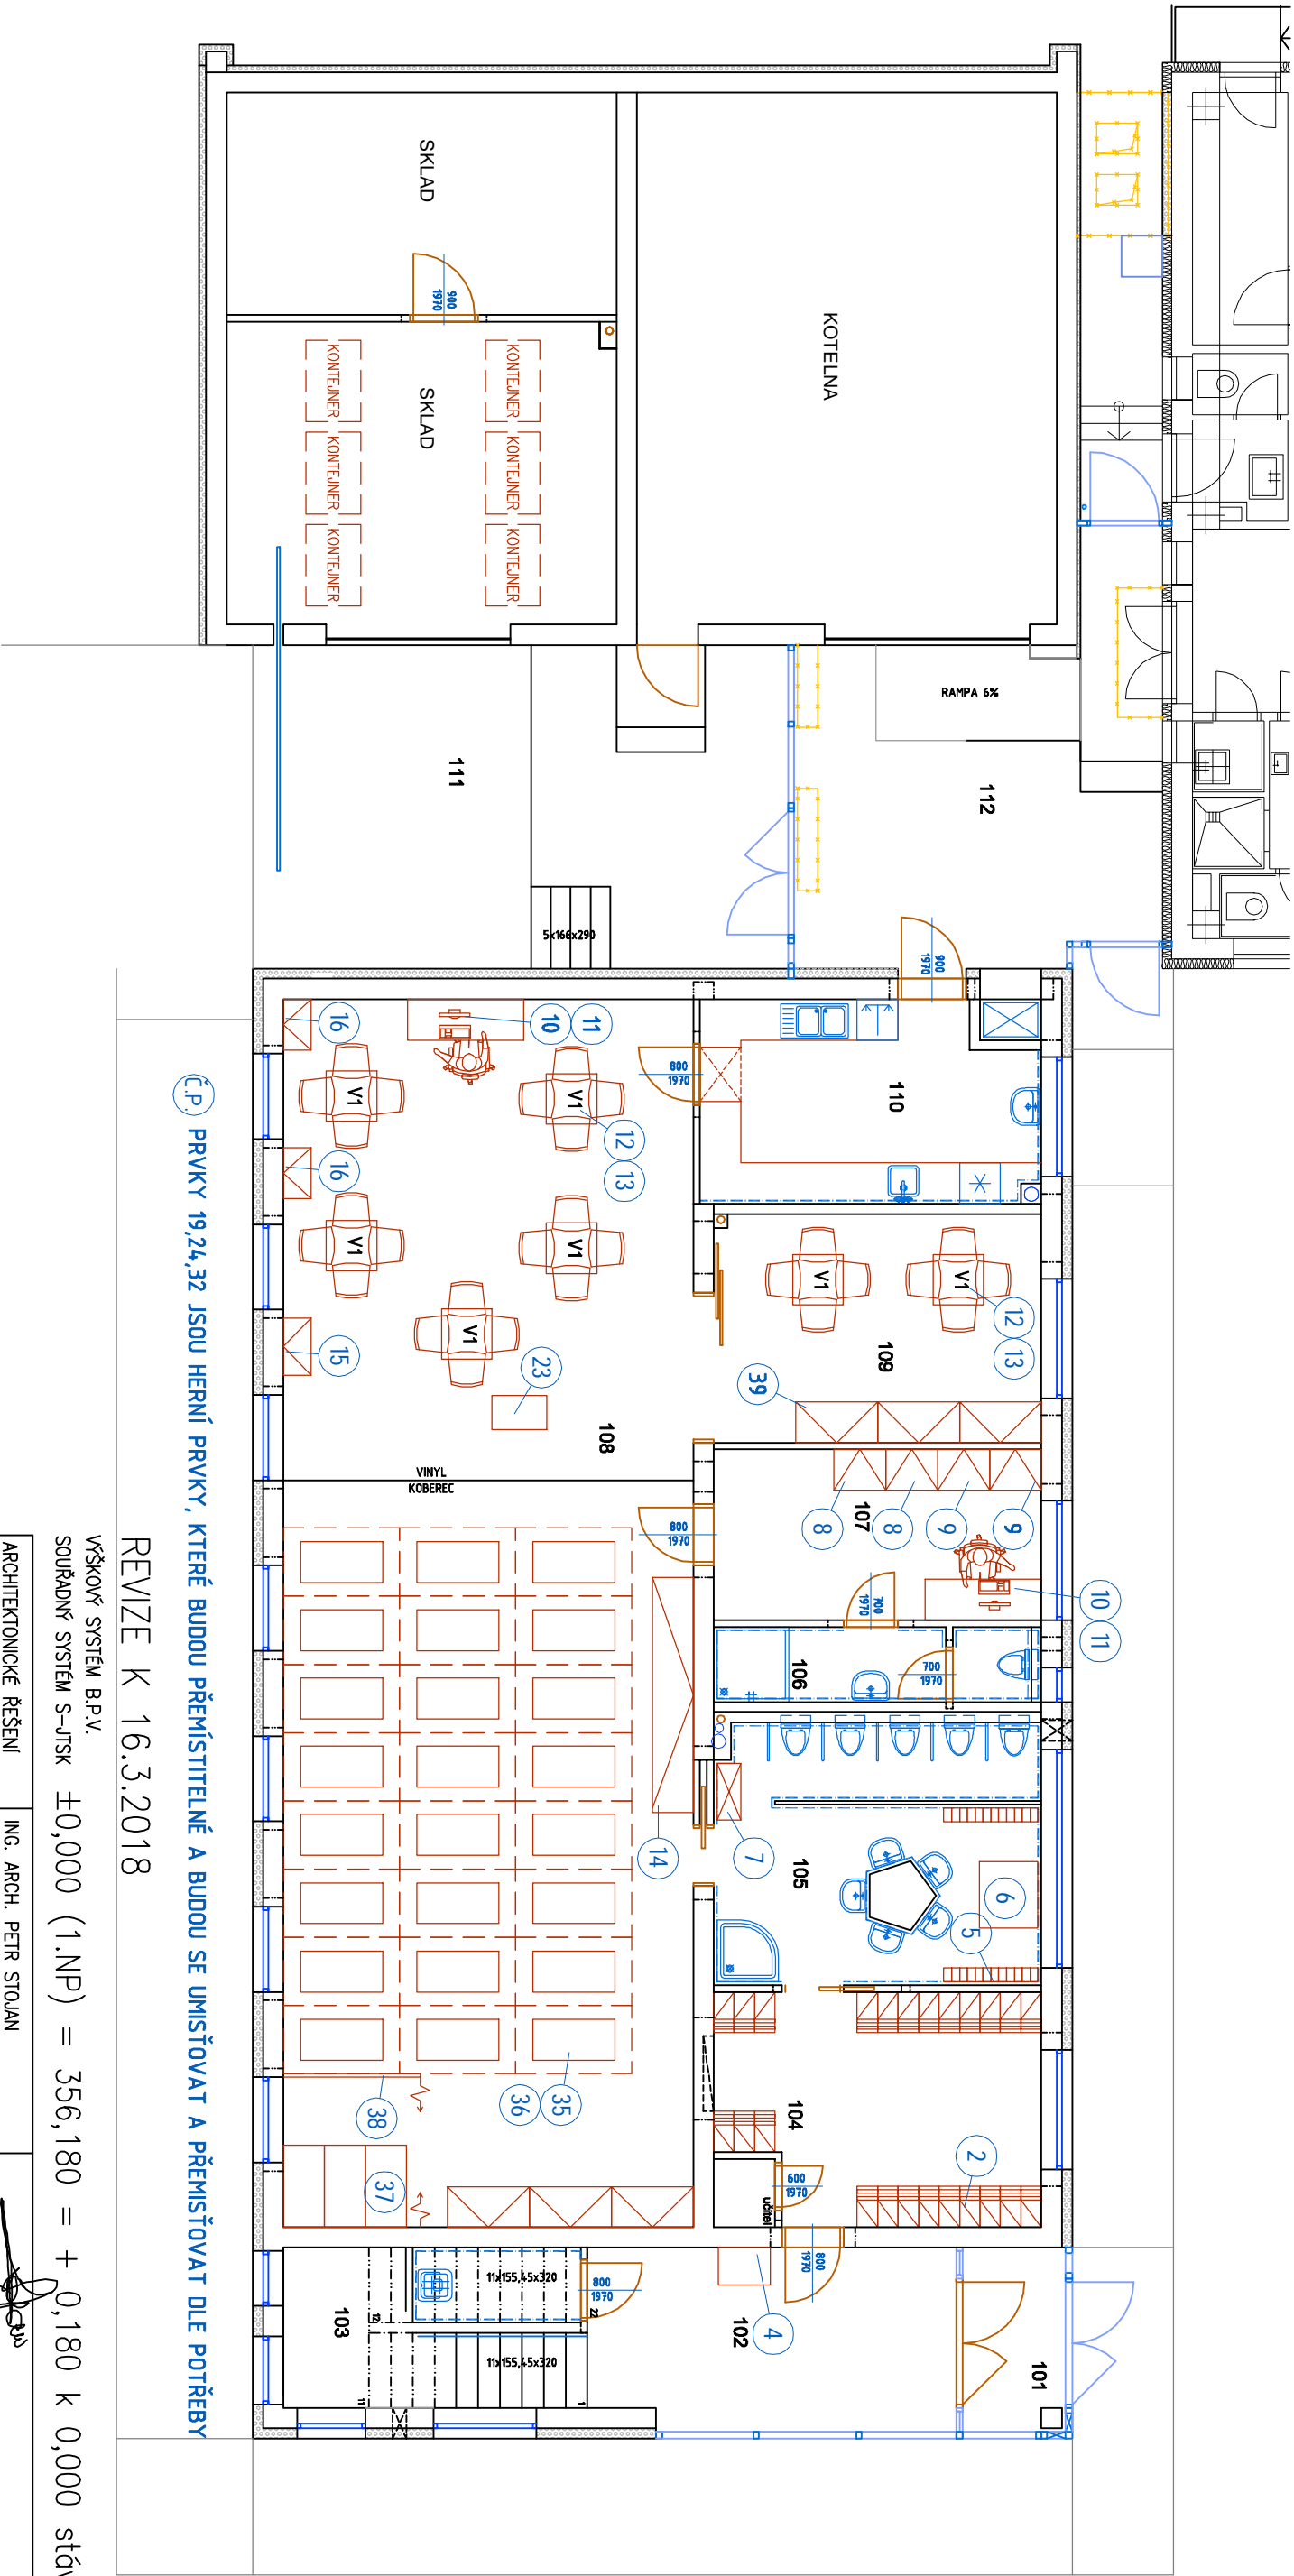 SKLAD
900
1970
SKLAD
KONTEJNER
KONTEJNER
KONTEJNER
KONTEJNER
KONTEJNER
KONTEJNER
KOTELNA
RAMPA 6%
112
111
5x166x290
900
1970
110
800
1970
16
10
11
V1
V1
12
13
16
V1
V1
15
V1
23
108
VINYL
KOBEREC
V1
V1
12
13
109
39
107
8
8
9
9
10
11
800
1970
700
1970
106
700
1970
14
7
105
6
5
104
2
35
36
38
37
600
1970
učitel
800
1970
4
102
101
103
11x155,45x320
800
1970
22
12
11x155,45x320
11
1
Č.P. PRVKY 19,24,32 JSOU HERNÍ PRVKY, KTERÉ BUDOU PŘEMÍSTITELNÉ A BUDOU SE UMISŤOVAT A PŘEMISŤOVAT DLE POTŘEBY
REVIZE K 16.3.2018
VÝŠKOVÝ SYSTÉM B.P.V.
SOUŘADNÝ SYSTÉM S-JTSK ±0,000 (1.NP) = 356,180 = + 0,180 k 0,000
ARCHITEKTONICKÉ ŘEŠENÍ
ING. ARCH. PETR STOJAN